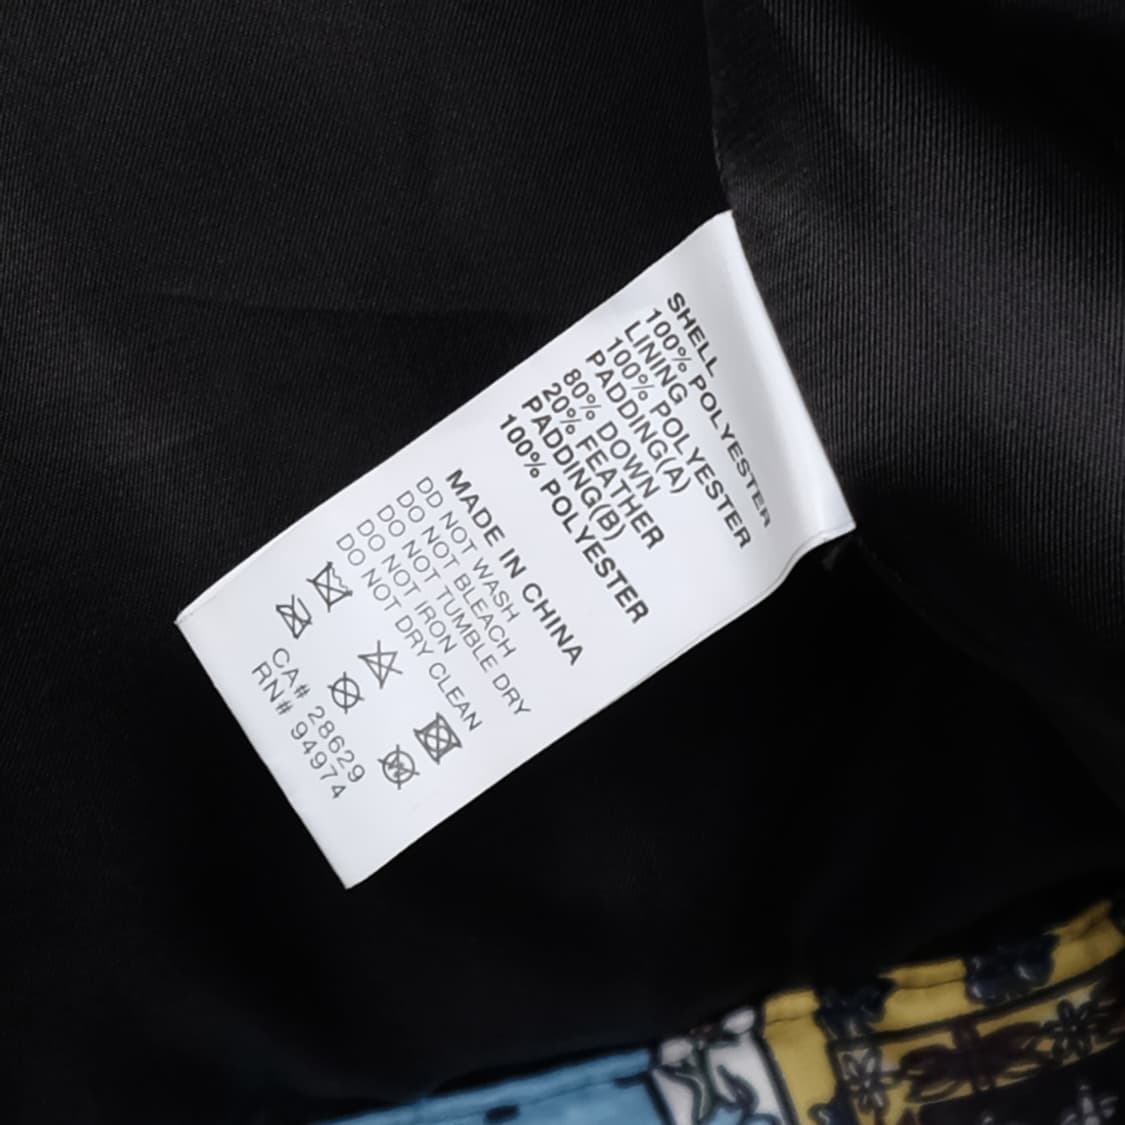 SHELL
100% POLYESTER
LINING
100% POLYESTER
PADDING(A)
80% DOWN
20% FEATHER
PADDING(B)
100% POLYESTER
MADE IN CHINA
DO NOT WASH
DO NOT BLEACH
DO NOT TUMBLE DRY
DO NOT IRON
DO NOT DRY CLEAN
CA# 28629
RN# 94974